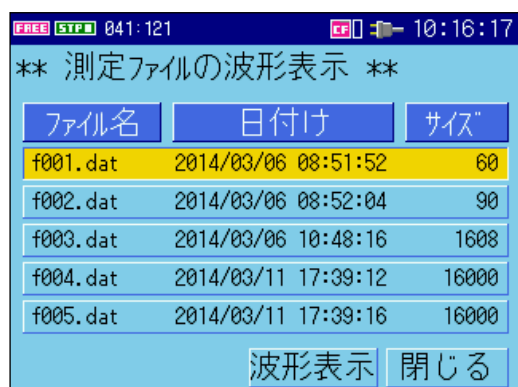 FREE STPD 041:121 CF 10:16:17
** 測定ファイルの波形表示 **
ファイル名 日付け サイズ
f001.dat 2014/03/06 08:51:52 60
f002.dat 2014/03/06 08:52:04 90
f003.dat 2014/03/06 10:48:16 1608
f004.dat 2014/03/11 17:39:12 16000
f005.dat 2014/03/11 17:39:16 16000
波形表示 閉じる